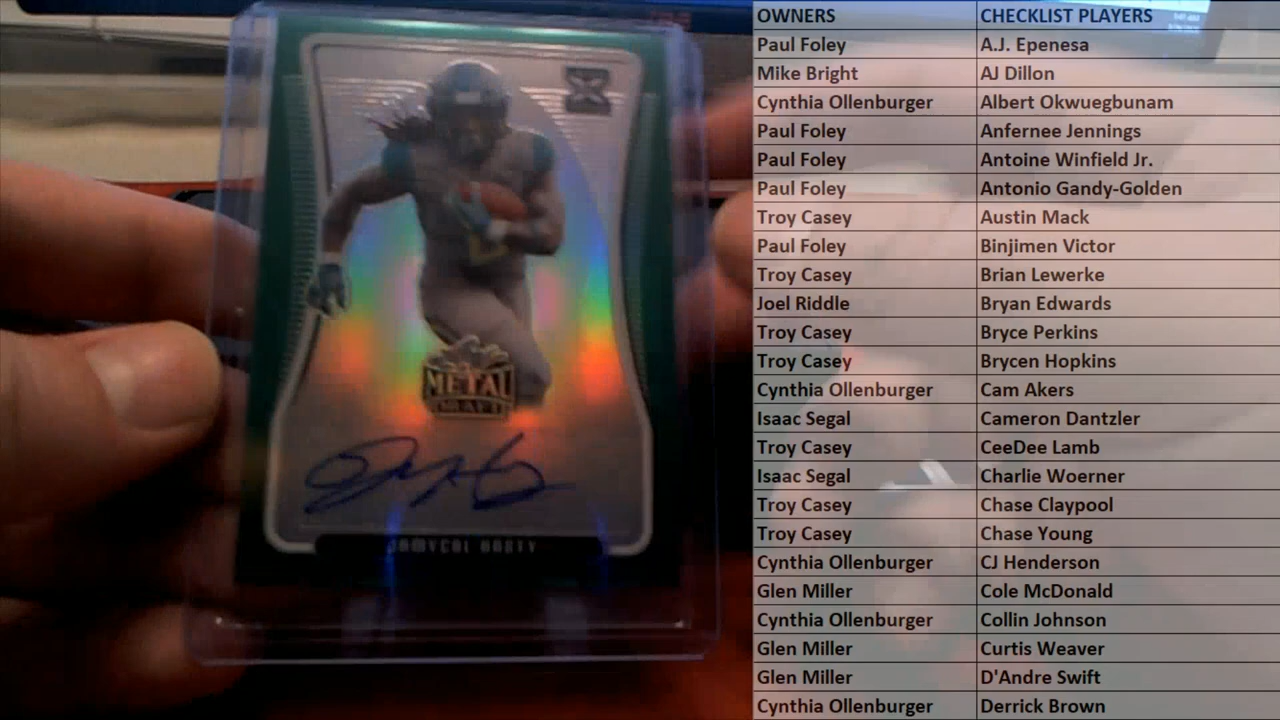 METAL
DRAFT
JAMYCAL HASTY
OWNERS CHECKLIST PLAYERS
Paul Foley A.J. Epenesa
Mike Bright AJ Dillon
Cynthia Ollenburger Albert Okwuegbunam
Paul Foley Anfernee Jennings
Paul Foley Antoine Winfield Jr.
Paul Foley Antonio Gandy-Golden
Troy Casey Austin Mack
Paul Foley Binjimen Victor
Troy Casey Brian Lewerke
Joel Riddle Bryan Edwards
Troy Casey Bryce Perkins
Troy Casey Brycen Hopkins
Cynthia Ollenburger Cam Akers
Isaac Segal Cameron Dantzler
Troy Casey CeeDee Lamb
Isaac Segal Charlie Woerner
Troy Casey Chase Claypool
Troy Casey Chase Young
Cynthia Ollenburger CJ Henderson
Glen Miller Cole McDonald
Cynthia Ollenburger Collin Johnson
Glen Miller Curtis Weaver
Glen Miller D'Andre Swift
Cynthia Ollenburger Derrick Brown